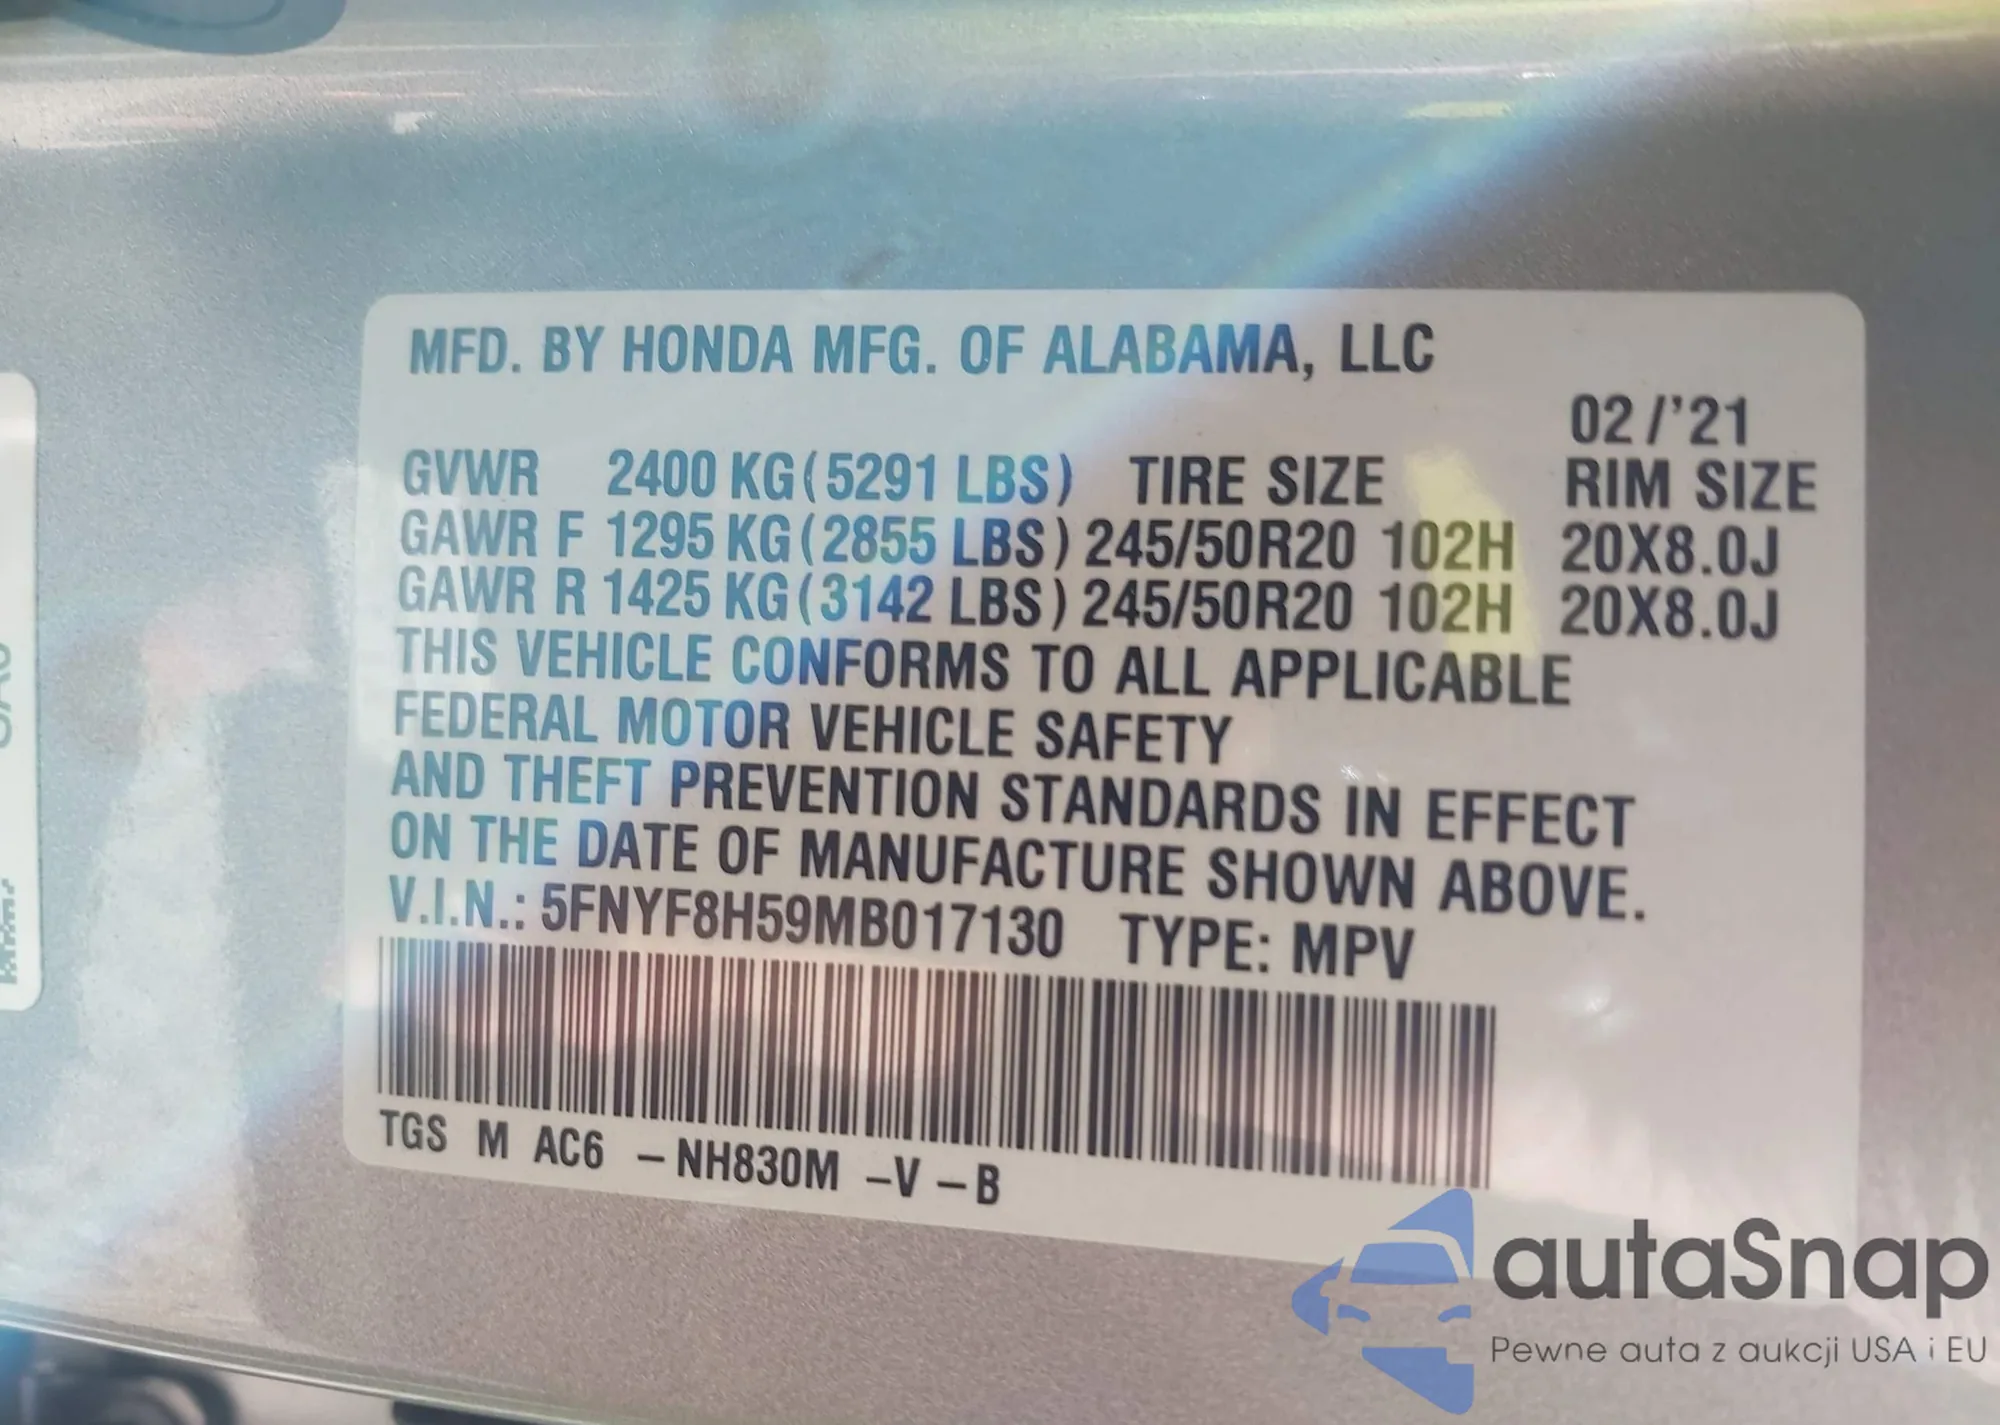 MFD. BY HONDA MFG. OF ALABAMA, LLC
02/'21
GVWR 2400 KG(5291 LBS) TIRE SIZE RIM SIZE
GAWR F 1295 KG(2855 LBS) 245/50R20 102H 20X8.0J
GAWR R 1425 KG(3142 LBS) 245/50R20 102H 20X8.0J
THIS VEHICLE CONFORMS TO ALL APPLICABLE
FEDERAL MOTOR VEHICLE SAFETY
AND THEFT PREVENTION STANDARDS IN EFFECT
ON THE DATE OF MANUFACTURE SHOWN ABOVE.
V.I.N.: 5FNYF8H59MB017130 TYPE: MPV
TGS M AC6 -NH830M -V -B
autaSnap
Pewne auta z aukcji USA i EU